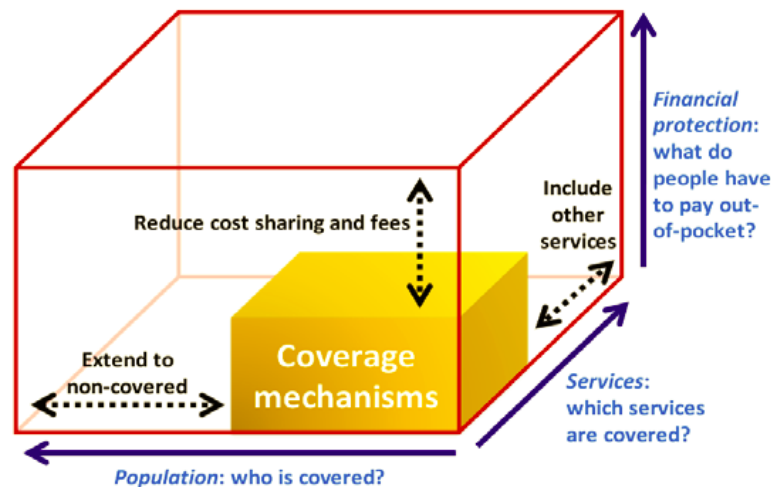 Financial
protection:
what do
people have
to pay out-
of-pocket?
Include
other
services
Reduce cost sharing and fees
Extend to
non-covered
Coverage
mechanisms
Services:
which services
are covered?
Population: who is covered?